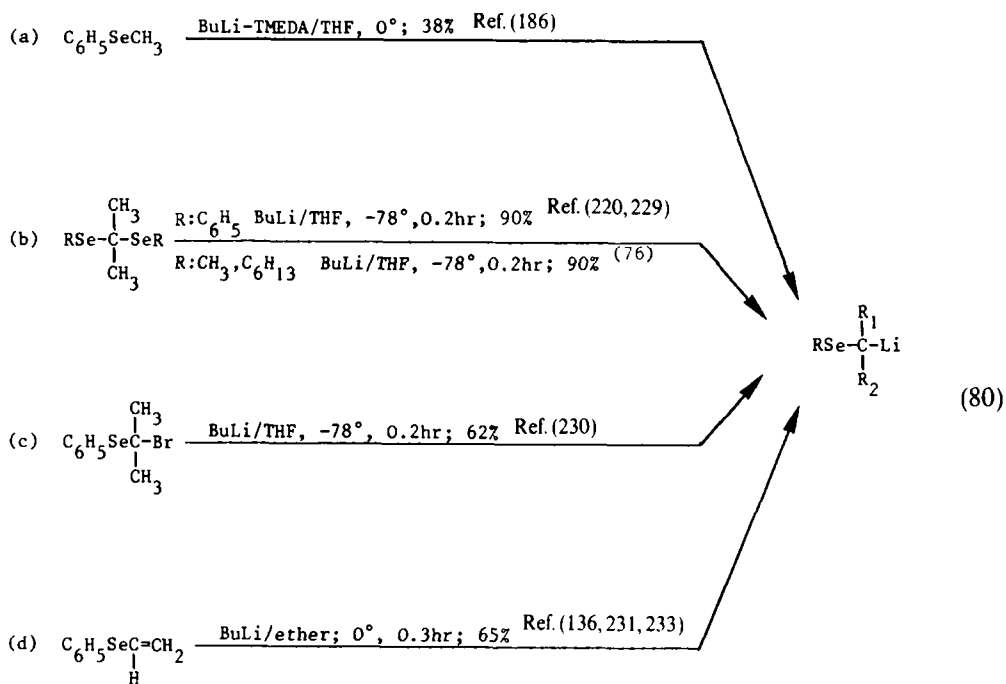 (a) C6H5SeCH3 BuLi-TMEDA/THF, 0°; 38% Ref. (186)
CH3
R:C6H5 BuLi/THF, -78°,0.2hr; 90% Ref. (220, 229)
(b) RSe-C-SeR
R:CH3,C6H13 BuLi/THF, -78°,0.2hr; 90% (76)
CH3
R1
RSe-C-Li
R2
(80)
CH3
(c) C6H5SeC-Br BuLi/THF, -78°, 0.2hr; 62% Ref. (230)
CH3
(d) C6H5SeC=CH2 BuLi/ether; 0°, 0.3hr; 65% Ref. (136, 231, 233)
H